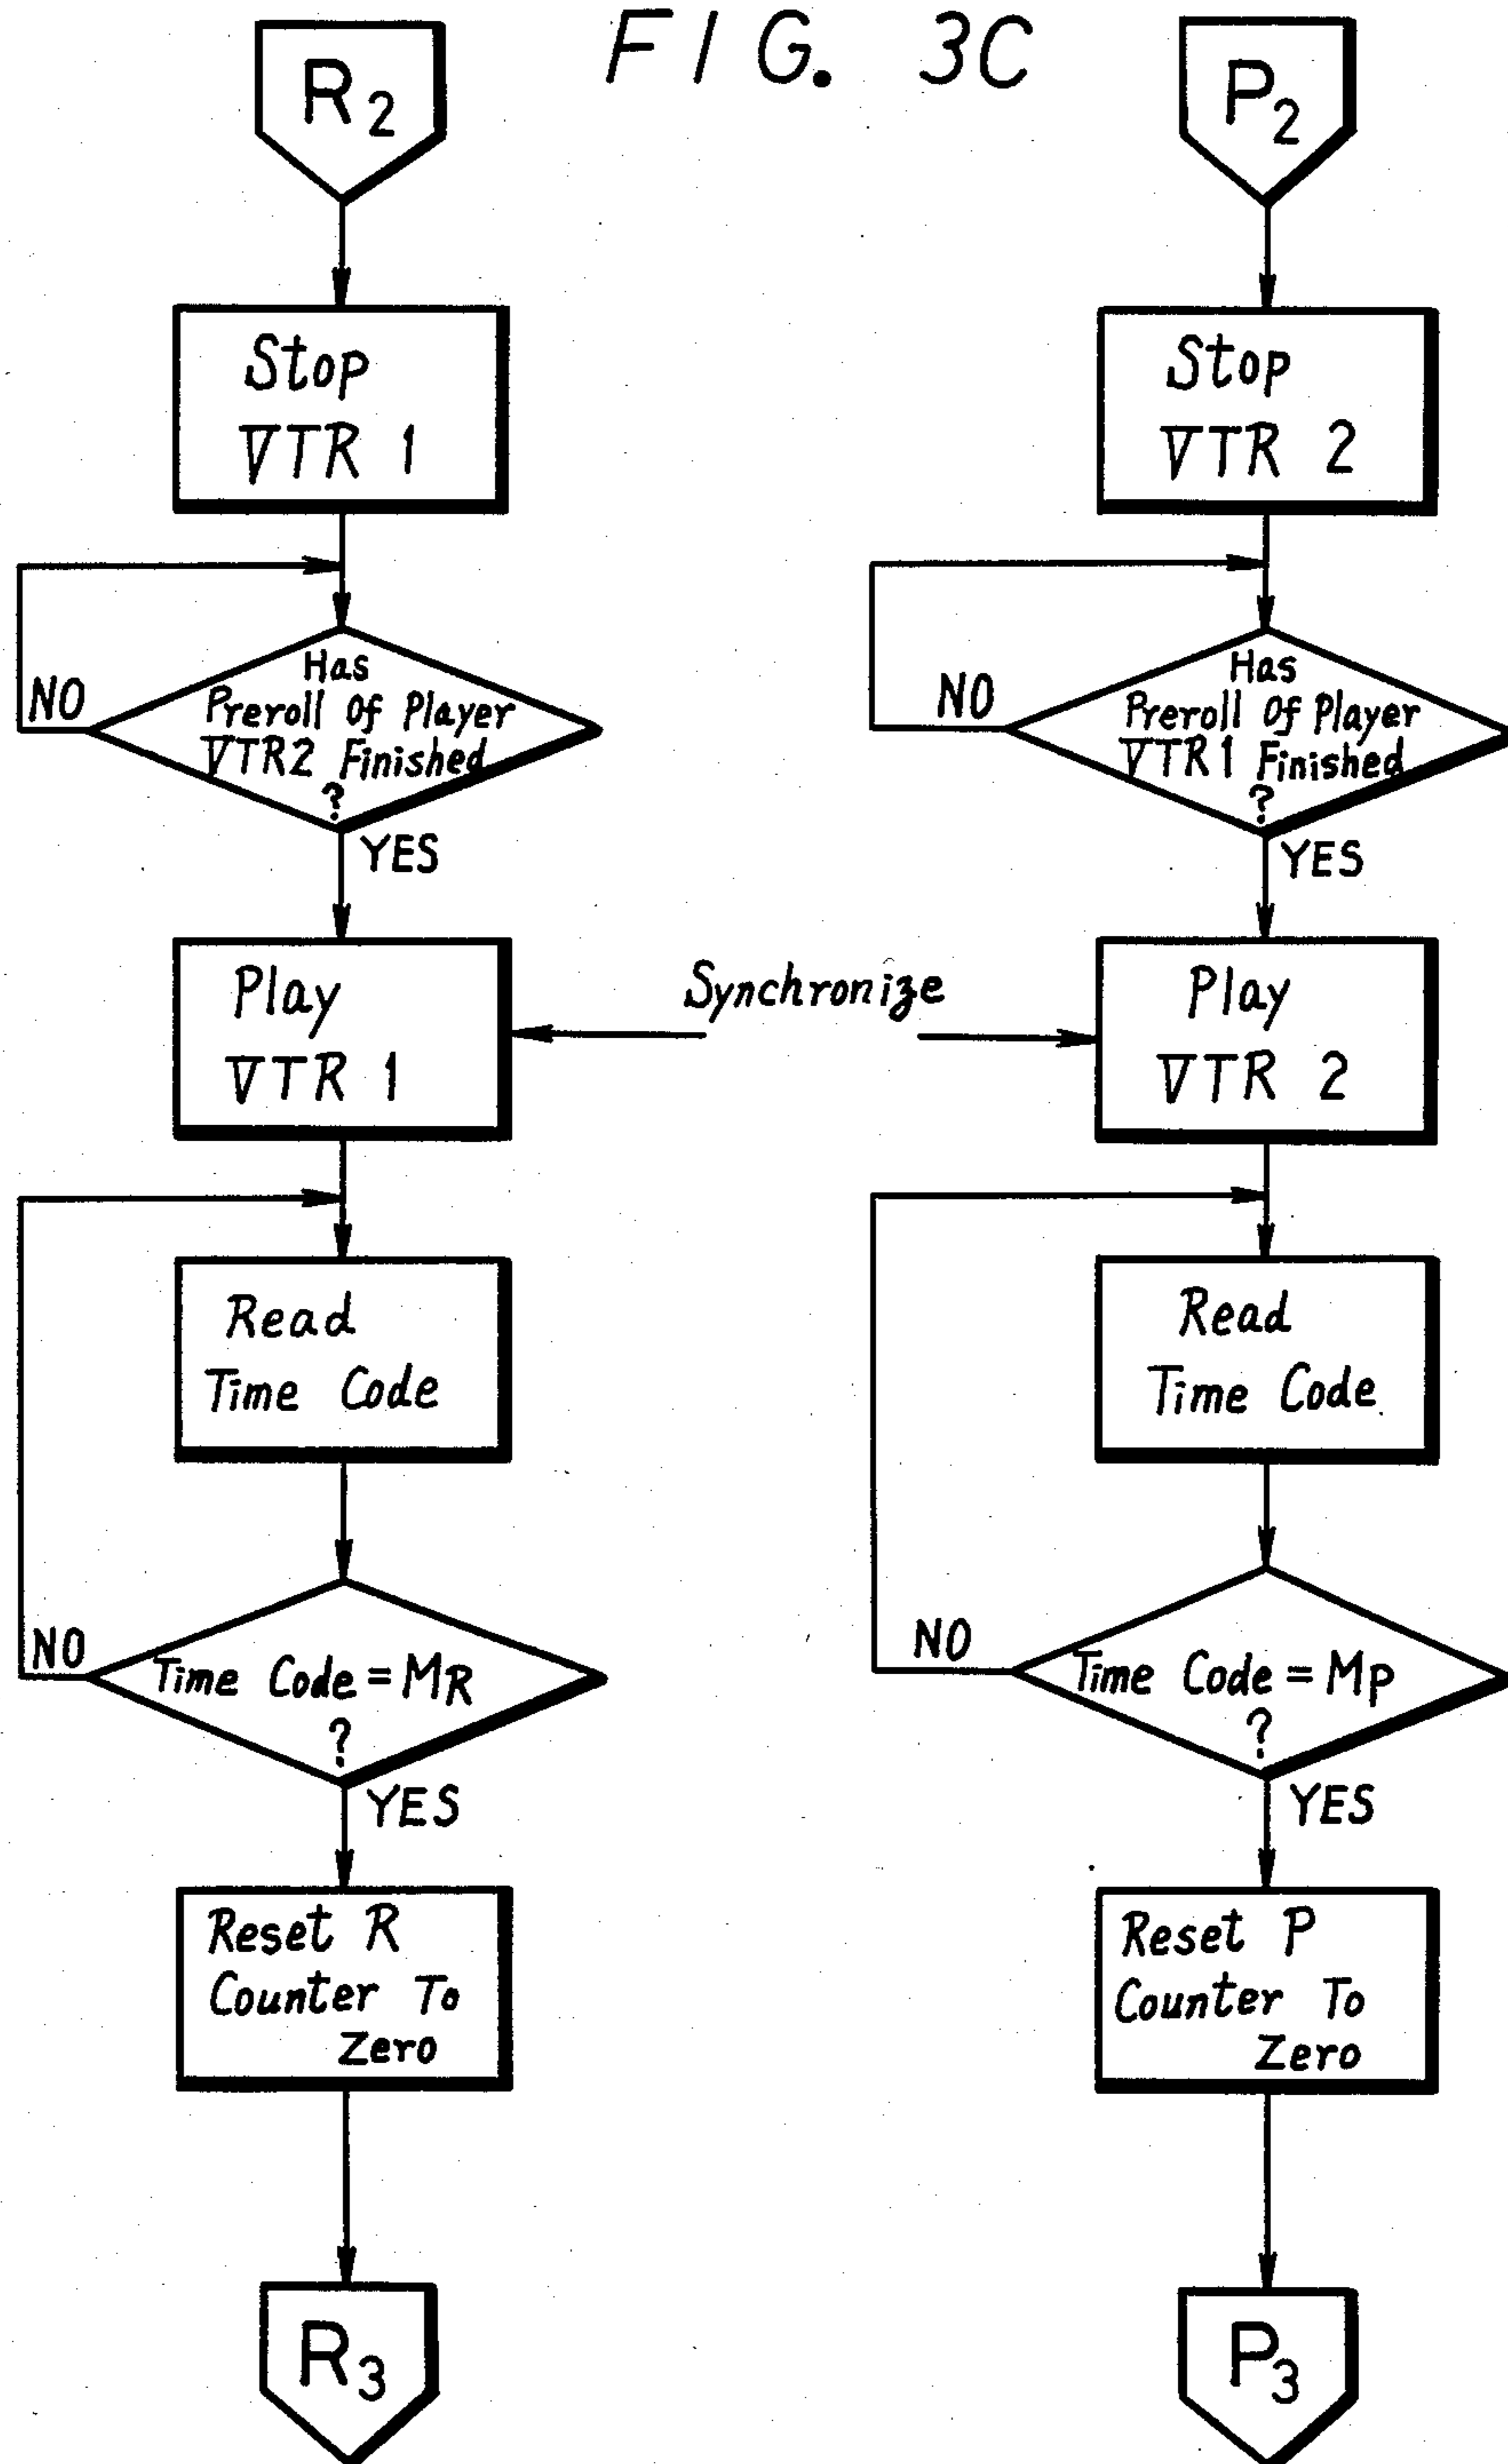 FIG. 3C
R2
Stop
VTR 1
Has
Preroll Of Player
VTR2 Finished
?
NO
YES
Play
VTR 1
Synchronize
Read
Time Code
Time Code = MR
?
NO
YES
Reset R
Counter To
Zero
R3
P2
Stop
VTR 2
Has
Preroll Of Player
VTR1 Finished
?
NO
YES
Play
VTR 2
Read
Time Code
Time Code = MP
?
NO
YES
Reset P
Counter To
Zero
P3